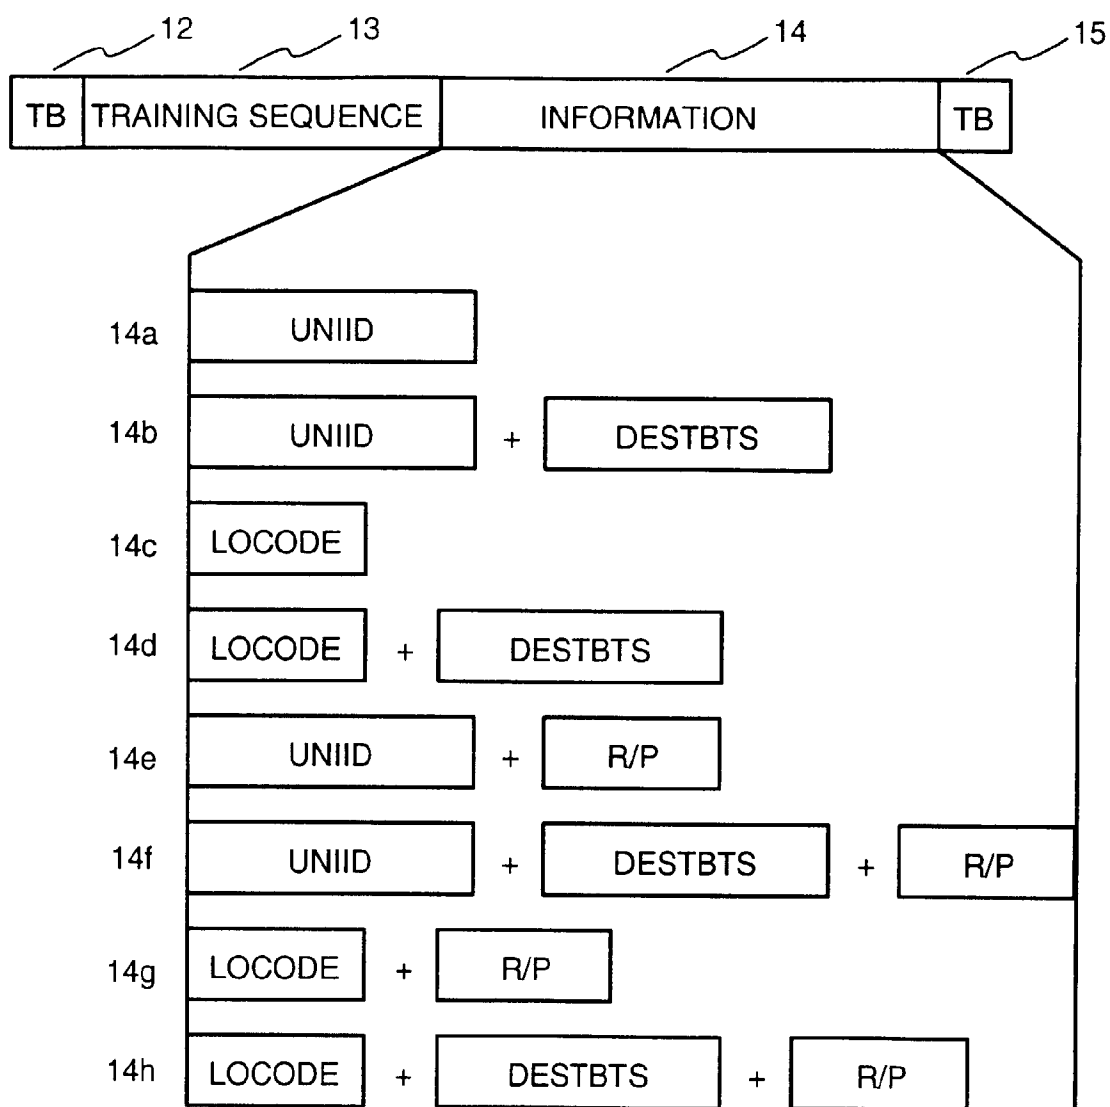 12 13 14 15
TB TRAINING SEQUENCE INFORMATION TB
14a UNIID
14b UNIID + DESTBTS
14c LOCODE
14d LOCODE + DESTBTS
14e UNIID + R/P
14f UNIID + DESTBTS + R/P
14g LOCODE + R/P
14h LOCODE + DESTBTS + R/P